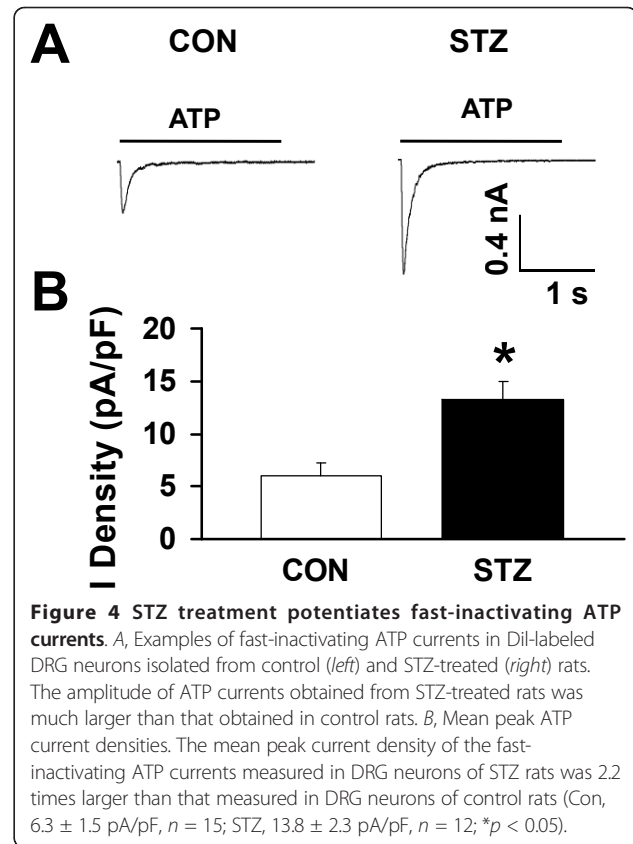 A
CON
STZ
ATP
ATP
0.4 nA
1 s
B
I Density (pA/pF)
20
15
10
5
0
*
CON
STZ
Figure 4 STZ treatment potentiates fast-inactivating ATP
currents. A, Examples of fast-inactivating ATP currents in DiI-labeled
DRG neurons isolated from control (left) and STZ-treated (right) rats.
The amplitude of ATP currents obtained from STZ-treated rats was
much larger than that obtained in control rats. B, Mean peak ATP
current densities. The mean peak current density of the fast-
inactivating ATP currents measured in DRG neurons of STZ rats was 2.2
times larger than that measured in DRG neurons of control rats (Con,
6.3 ± 1.5 pA/pF, n = 15; STZ, 13.8 ± 2.3 pA/pF, n = 12; *p < 0.05).